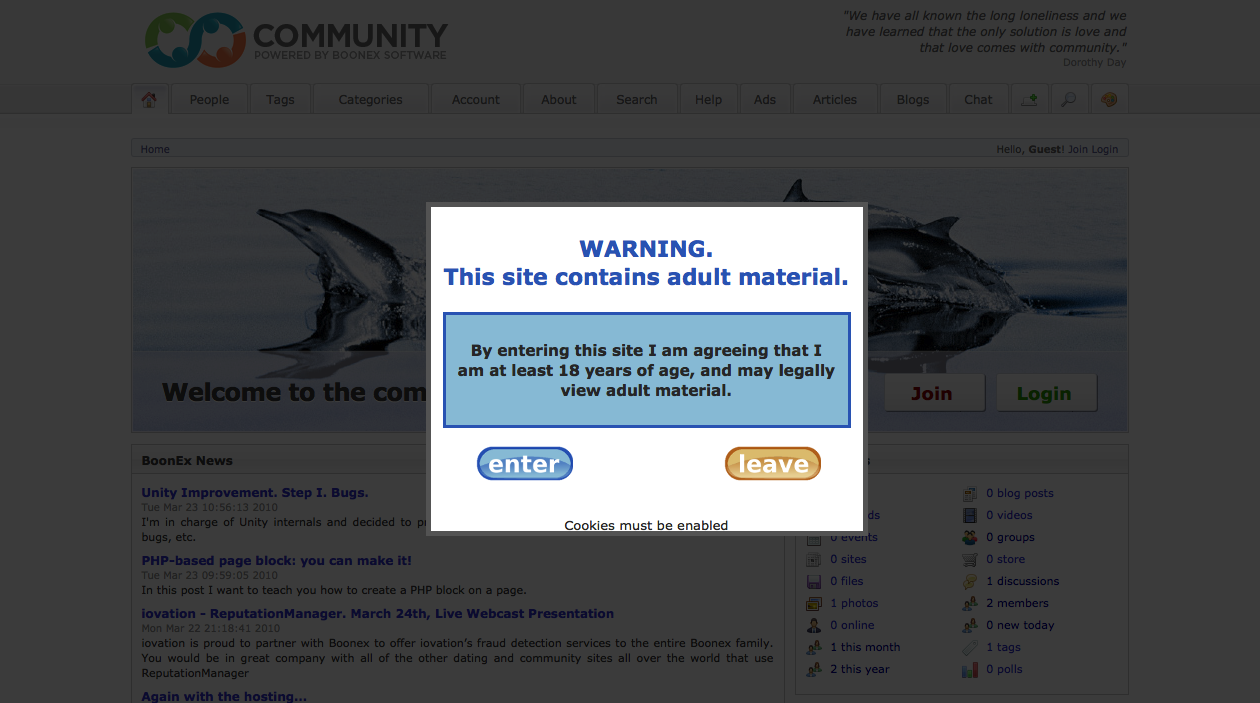 COMMUNITY
POWERED BY BOONEX SOFTWARE
"We have all known the long loneliness and we
have learned that the only solution is love and
that love comes with community."
Dorothy Day
People Tags Categories Account About Search Help Ads Articles Blogs Chat
Home
Hello, Guest! Join Login
WARNING.
This site contains adult material.
By entering this site I am agreeing that I
am at least 18 years of age, and may legally
view adult material.
enter leave
Cookies must be enabled
Welcome to the com
Join Login
BoonEx News
Unity Improvement. Step I. Bugs.
Tue Mar 23 10:56:13 2010
I'm in charge of Unity internals and decided to
bugs, etc.
PHP-based page block: you can make it!
Tue Mar 23 09:59:05 2010
In this post I want to teach you how to create a PHP block on a page.
iovation - ReputationManager. March 24th, Live Webcast Presentation
Mon Mar 22 21:18:41 2010
iovation is proud to partner with Boonex to offer iovation's fraud detection services to the entire Boonex family.
You would be in great company with all of the other dating and community sites all over the world that use
ReputationManager
Again with the hosting...
0 blog posts
ds 0 videos
0 events 0 groups
0 sites 0 store
0 files 1 discussions
1 photos 2 members
0 online 0 new today
1 this month 1 tags
2 this year 0 polls